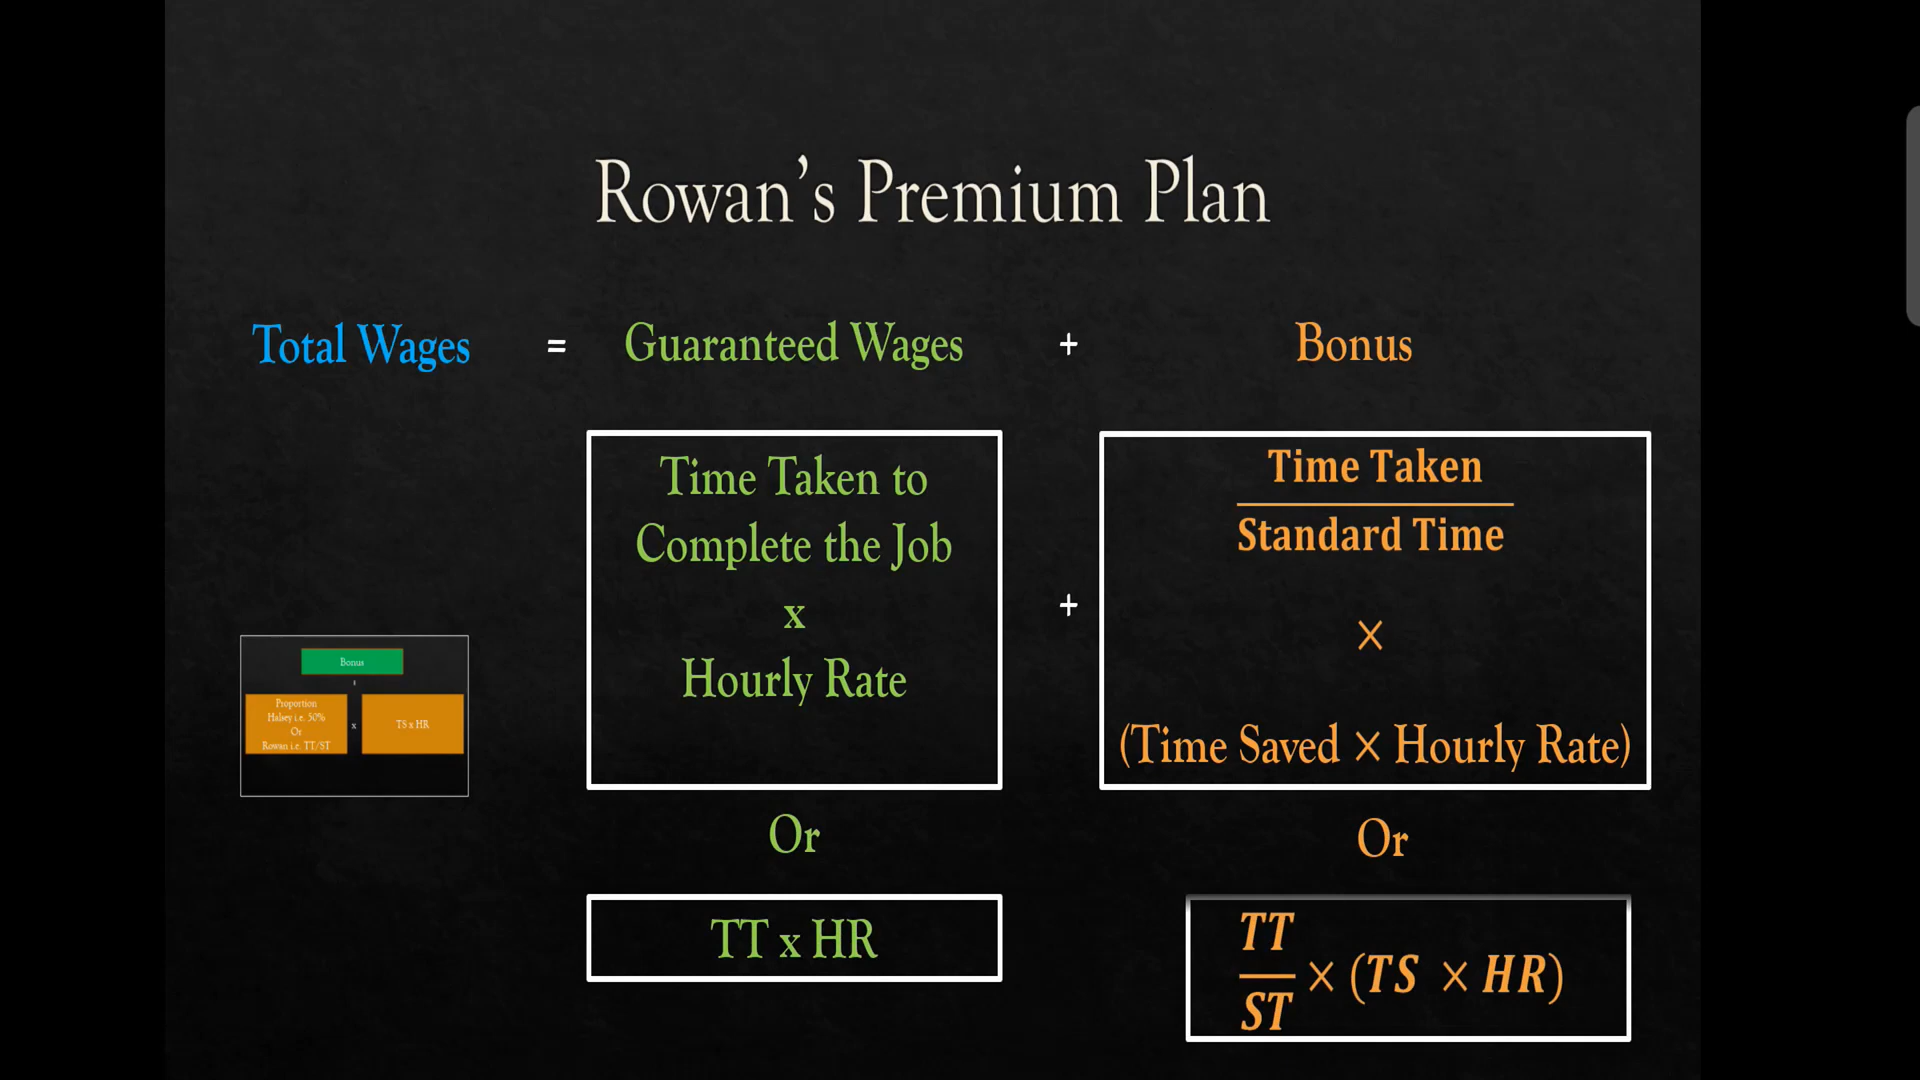 Rowan’s Premium Plan
Total Wages = Guaranteed Wages + Bonus
Time Taken to
Complete the Job
x
Hourly Rate
+
Time Taken
Standard Time
×
(Time Saved × Hourly Rate)
Or
TT x HR
Or
TT
ST
× (TS × HR)
Bonus
Proportion
Halsey i.e. 50%
Or
Rowan i.e. TT/ST
x
TS x HR